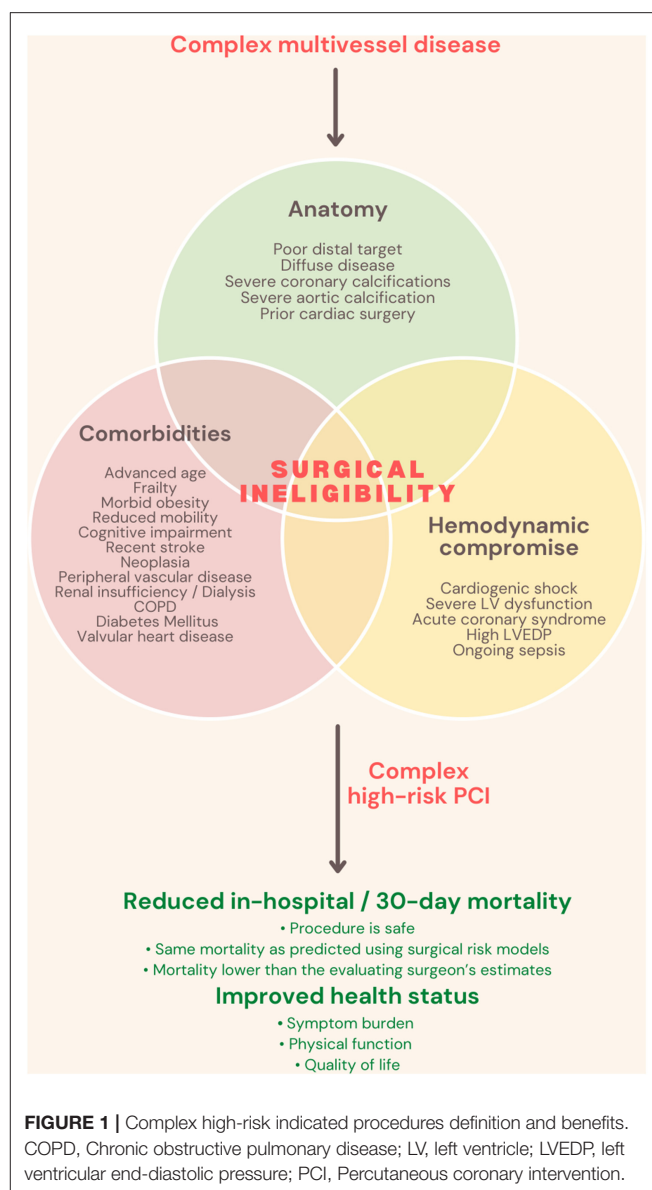 Complex multivessel disease
Anatomy
Poor distal target
Diffuse disease
Severe coronary calcifications
Severe aortic calcification
Prior cardiac surgery
Comorbidities
Advanced age
Frailty
Morbid obesity
Reduced mobility
Cognitive impairment
Recent stroke
Neoplasia
Peripheral vascular disease
Renal insufficiency / Dialysis
COPD
Diabetes Mellitus
Valvular heart disease
SURGICAL
INELIGIBILITY
Hemodynamic
compromise
Cardiogenic shock
Severe LV dysfunction
Acute coronary syndrome
High LVEDP
Ongoing sepsis
Complex
high-risk PCI
Reduced in-hospital / 30-day mortality
• Procedure is safe
• Same mortality as predicted using surgical risk models
• Mortality lower than the evaluating surgeon's estimates
Improved health status
• Symptom burden
• Physical function
• Quality of life
FIGURE 1 | Complex high-risk indicated procedures definition and benefits.
COPD, Chronic obstructive pulmonary disease; LV, left ventricle; LVEDP, left
ventricular end-diastolic pressure; PCI, Percutaneous coronary intervention.